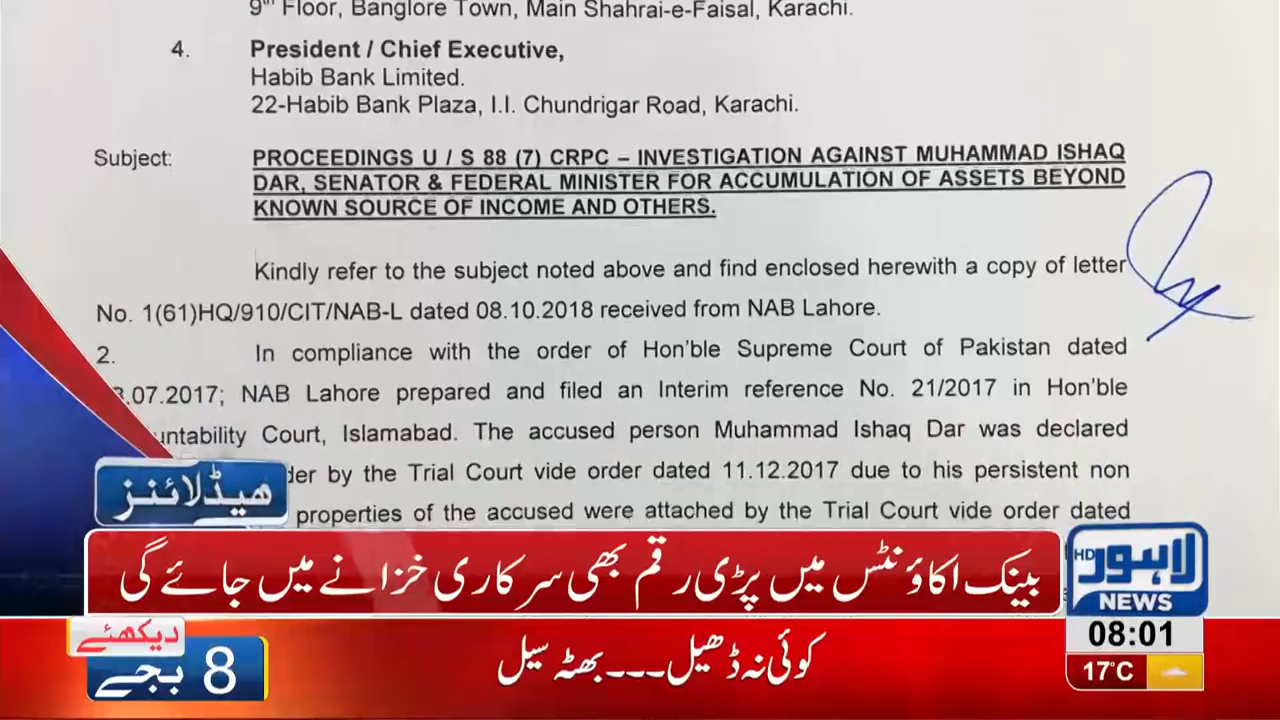 9th Floor, Banglore Town, Main Shahrai-e-Faisal, Karachi.
4. President / Chief Executive,
Habib Bank Limited.
22-Habib Bank Plaza, I.I. Chundrigar Road, Karachi.
Subject: PROCEEDINGS U / S 88 (7) CRPC – INVESTIGATION AGAINST MUHAMMAD ISHAQ
DAR, SENATOR & FEDERAL MINISTER FOR ACCUMULATION OF ASSETS BEYOND
KNOWN SOURCE OF INCOME AND OTHERS.
Kindly refer to the subject noted above and find enclosed herewith a copy of letter
No. 1(61)HQ/910/CIT/NAB-L dated 08.10.2018 received from NAB Lahore.
2. In compliance with the order of Hon'ble Supreme Court of Pakistan dated
.07.2017; NAB Lahore prepared and filed an Interim reference No. 21/2017 in Hon'ble
Court, Islamabad. The accused person Muhammad Ishaq Dar was declared
by the Trial Court vide order dated 11.12.2017 due to his persistent non
properties of the accused were attached by the Trial Court vide order dated
ہیڈلائنز
بینک اکاؤنٹس میں پڑی رقم بھی سرکاری خزانے میں جائے گی
لاہور HD
NEWS
08:01
17°C
دیکھئے
8 بجے
کوئی نہ ڈھیل۔۔۔بھٹہ سیل